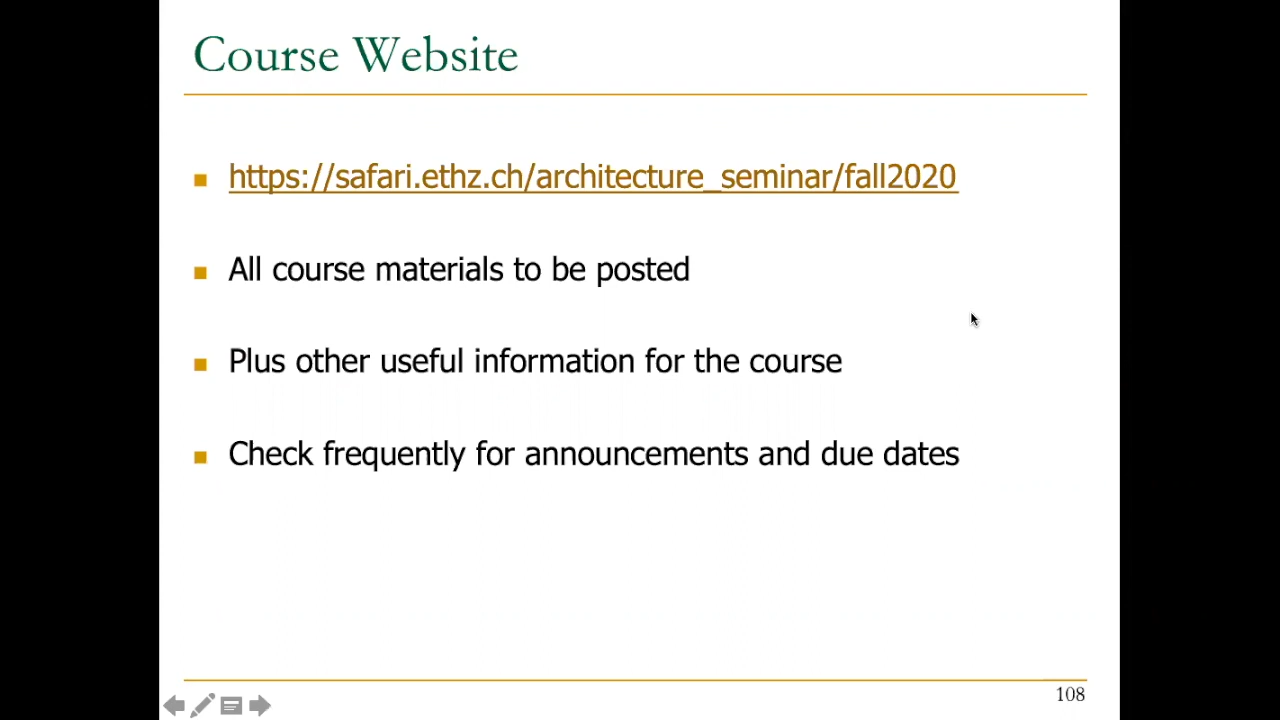 Course Website
https://safari.ethz.ch/architecture_seminar/fall2020
All course materials to be posted
Plus other useful information for the course
Check frequently for announcements and due dates
108